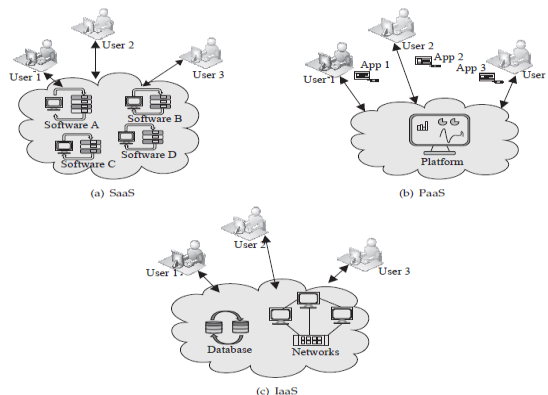 User 1
User 2
User 3
Software A
Software B
Software C
Software D
(a) SaaS
User 1
App 1
User 2
App 2
App 3
User
Platform
(b) PaaS
User 1
User 2
User 3
Database
Networks
(c) IaaS